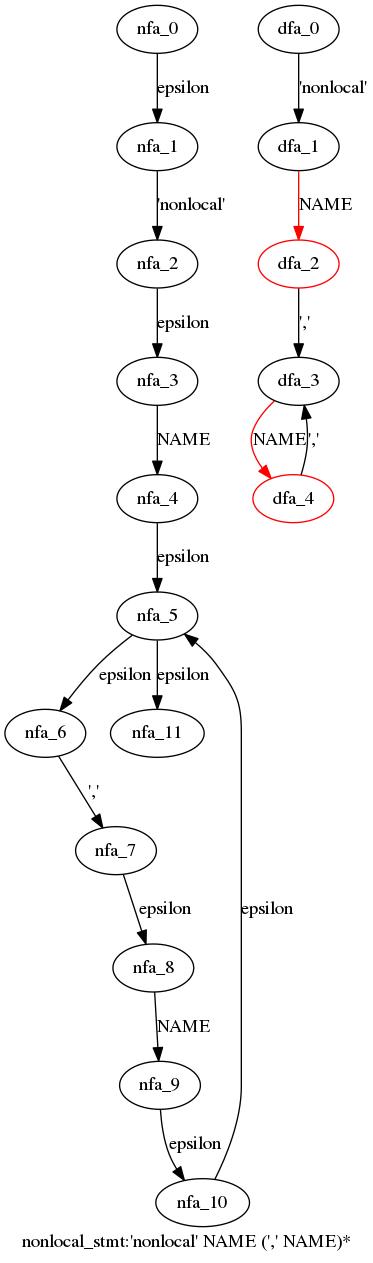 nfa_0 dfa_0
epsilon 'nonlocal'
nfa_1 dfa_1
'nonlocal' NAME
nfa_2 dfa_2
epsilon ','
nfa_3 dfa_3
NAME NAME ','
nfa_4 dfa_4
epsilon
nfa_5
epsilon epsilon
nfa_6 nfa_11
','
nfa_7
epsilon epsilon
nfa_8
NAME
nfa_9
epsilon
nfa_10
nonlocal_stmt:'nonlocal' NAME (',' NAME)*